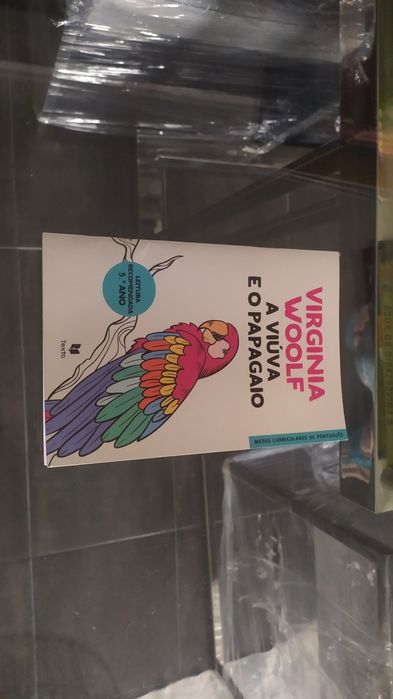 METAS CURRICULARES DE PORTUGUÊS
VIRGINIA
WOOLF
A VIÚVA
E O PAPAGAIO
LEITURA
RECOMENDADA
5.º ANO
Texto